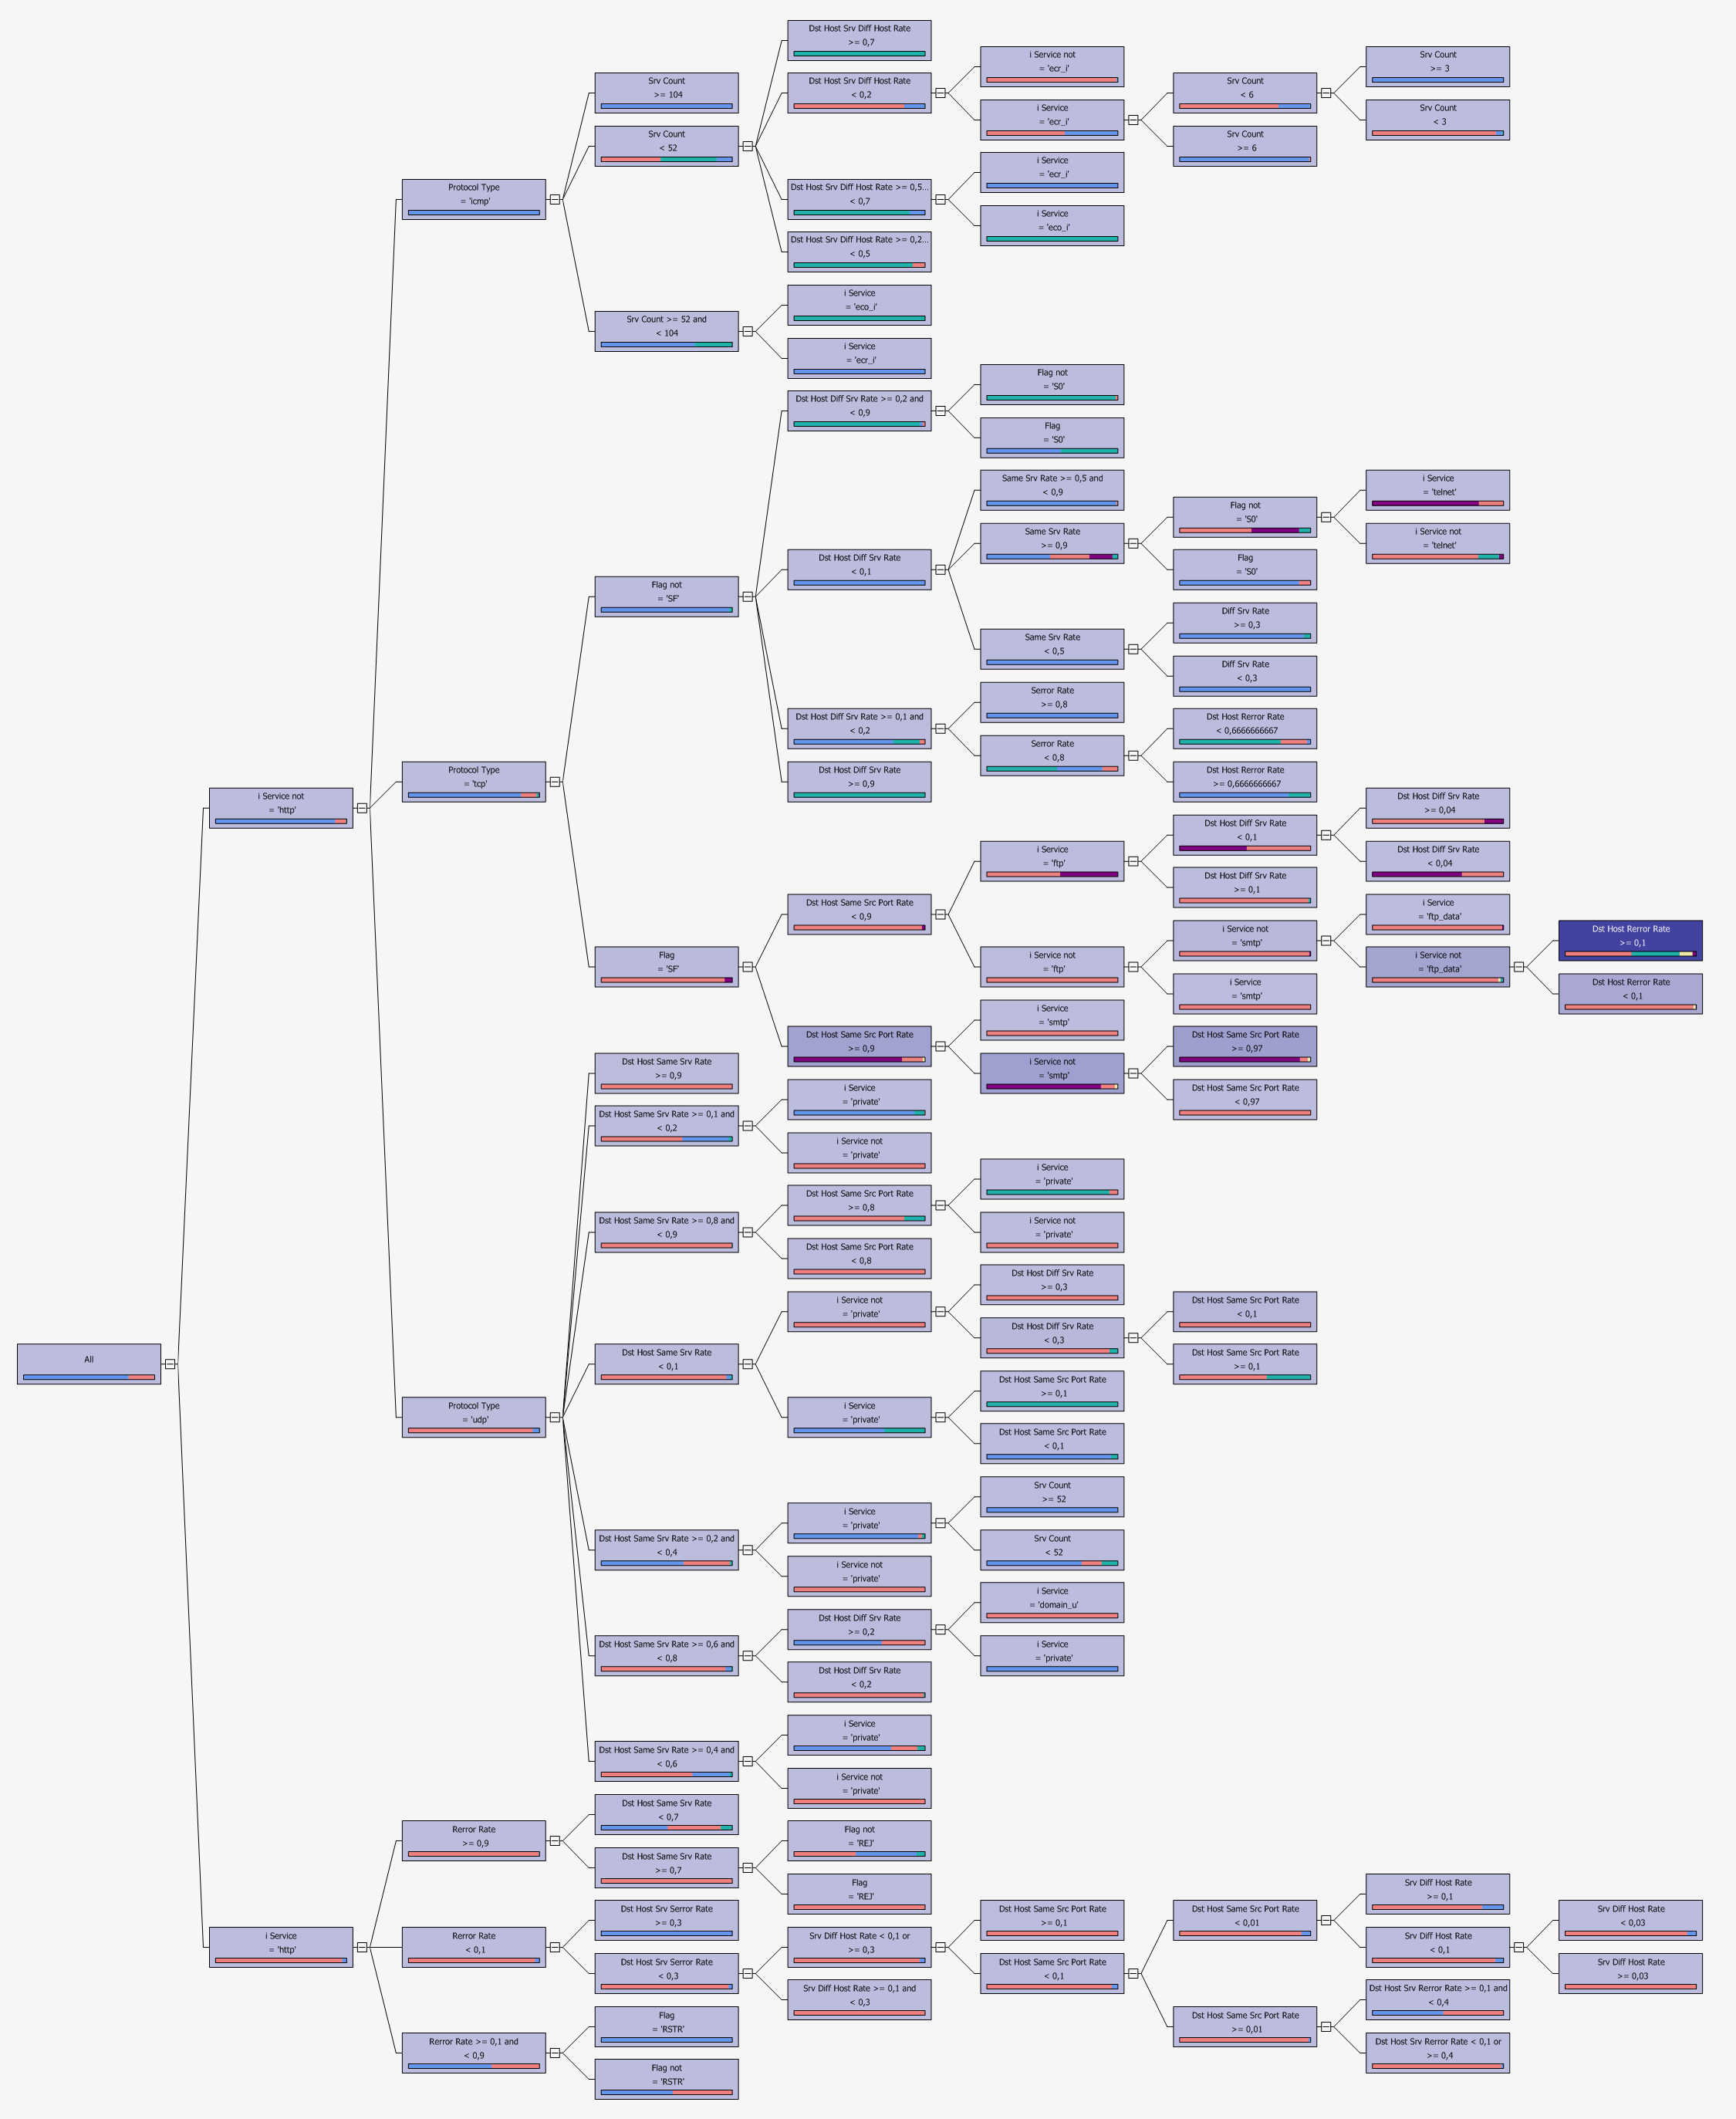 All
i Service not
= 'http'
Protocol Type
= 'icmp'
Srv Count
>= 104
Srv Count
< 52
Dst Host Srv Diff Host Rate
>= 0,7
Dst Host Srv Diff Host Rate
< 0,2
i Service not
= 'ecr_i'
i Service
= 'ecr_i'
Srv Count
< 6
Srv Count
>= 3
Srv Count
< 3
Srv Count
>= 6
Dst Host Srv Diff Host Rate >= 0,5...
< 0,7
i Service
= 'ecr_i'
i Service
= 'eco_i'
Dst Host Srv Diff Host Rate >= 0,2...
< 0,5
Srv Count >= 52 and
< 104
i Service
= 'eco_i'
i Service
= 'ecr_i'
Protocol Type
= 'tcp'
Flag not
= 'SF'
Dst Host Diff Srv Rate >= 0,2 and
< 0,9
Flag not
= 'S0'
Flag
= 'S0'
Dst Host Diff Srv Rate
< 0,1
Same Srv Rate >= 0,5 and
< 0,9
Same Srv Rate
>= 0,9
Flag not
= 'S0'
i Service
= 'telnet'
i Service not
= 'telnet'
Flag
= 'S0'
Same Srv Rate
< 0,5
Diff Srv Rate
>= 0,3
Diff Srv Rate
< 0,3
Dst Host Diff Srv Rate >= 0,1 and
< 0,2
Serror Rate
>= 0,8
Serror Rate
< 0,8
Dst Host Rerror Rate
< 0,6666666667
Dst Host Rerror Rate
>= 0,6666666667
Dst Host Diff Srv Rate
>= 0,9
Flag
= 'SF'
Dst Host Same Src Port Rate
< 0,9
i Service
= 'ftp'
Dst Host Diff Srv Rate
< 0,1
Dst Host Diff Srv Rate
>= 0,04
Dst Host Diff Srv Rate
< 0,04
Dst Host Diff Srv Rate
>= 0,1
i Service not
= 'ftp'
i Service not
= 'smtp'
i Service
= 'ftp_data'
i Service not
= 'ftp_data'
Dst Host Rerror Rate
>= 0,1
Dst Host Rerror Rate
< 0,1
i Service
= 'smtp'
Dst Host Same Src Port Rate
>= 0,9
i Service
= 'smtp'
i Service not
= 'smtp'
Dst Host Same Src Port Rate
>= 0,97
Dst Host Same Src Port Rate
< 0,97
Protocol Type
= 'udp'
Dst Host Same Srv Rate
>= 0,9
Dst Host Same Srv Rate >= 0,1 and
< 0,2
i Service
= 'private'
i Service not
= 'private'
Dst Host Same Srv Rate >= 0,8 and
< 0,9
Dst Host Same Src Port Rate
>= 0,8
i Service
= 'private'
i Service not
= 'private'
Dst Host Same Src Port Rate
< 0,8
Dst Host Same Srv Rate
< 0,1
i Service not
= 'private'
Dst Host Diff Srv Rate
>= 0,3
Dst Host Diff Srv Rate
< 0,3
Dst Host Same Src Port Rate
< 0,1
Dst Host Same Src Port Rate
>= 0,1
i Service
= 'private'
Dst Host Same Src Port Rate
>= 0,1
Dst Host Same Src Port Rate
< 0,1
Dst Host Same Srv Rate >= 0,2 and
< 0,4
i Service
= 'private'
Srv Count
>= 52
Srv Count
< 52
i Service not
= 'private'
Dst Host Same Srv Rate >= 0,6 and
< 0,8
Dst Host Diff Srv Rate
>= 0,2
i Service
= 'domain_u'
i Service
= 'private'
Dst Host Diff Srv Rate
< 0,2
Dst Host Same Srv Rate >= 0,4 and
< 0,6
i Service
= 'private'
i Service not
= 'private'
i Service
= 'http'
Rerror Rate
>= 0,9
Dst Host Same Srv Rate
< 0,7
Dst Host Same Srv Rate
>= 0,7
Flag not
= 'REJ'
Flag
= 'REJ'
Rerror Rate
< 0,1
Dst Host Srv Serror Rate
>= 0,3
Dst Host Srv Serror Rate
< 0,3
Srv Diff Host Rate < 0,1 or
>= 0,3
Dst Host Same Src Port Rate
>= 0,1
Dst Host Same Src Port Rate
< 0,1
Dst Host Same Src Port Rate
< 0,01
Srv Diff Host Rate
>= 0,1
Srv Diff Host Rate
< 0,1
Srv Diff Host Rate
< 0,03
Srv Diff Host Rate
>= 0,03
Dst Host Same Src Port Rate
>= 0,01
Dst Host Srv Rerror Rate >= 0,1 and
< 0,4
Dst Host Srv Rerror Rate < 0,1 or
>= 0,4
Srv Diff Host Rate >= 0,1 and
< 0,3
Rerror Rate >= 0,1 and
< 0,9
Flag
= 'RSTR'
Flag not
= 'RSTR'